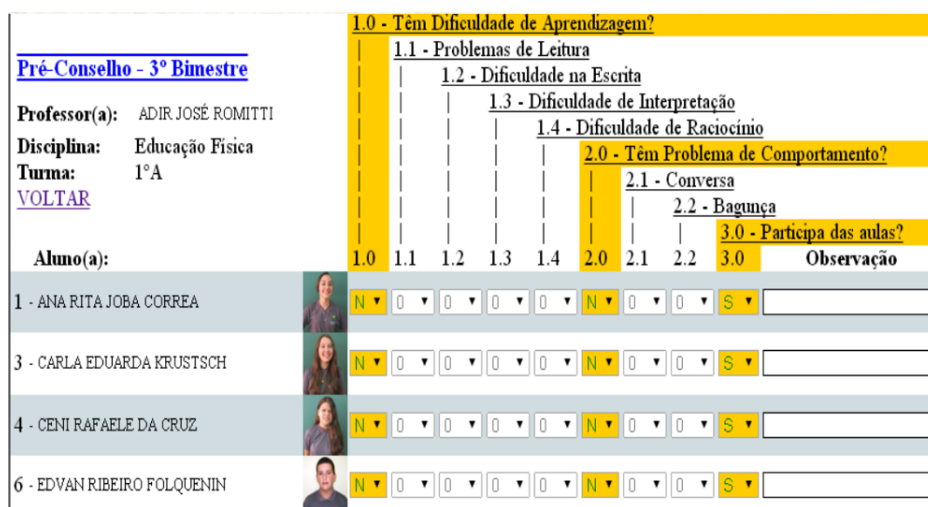 1.0 - Têm Dificuldade de Aprendizagem?
1.1 - Problemas de Leitura
1.2 - Dificuldade na Escrita
1.3 - Dificuldade de Interpretação
1.4 - Dificuldade de Raciocínio
2.0 - Têm Problema de Comportamento?
2.1 - Conversa
2.2 - Bagunça
3.0 - Participa das aulas?
Pré-Conselho - 3º Bimestre
Professor(a): ADIR JOSÉ ROMITTI
Disciplina: Educação Física
Turma: 1°A
VOLTAR
Aluno(a): 1.0 1.1 1.2 1.3 1.4 2.0 2.1 2.2 3.0 Observação
1 - ANA RITA JOBA CORREA N 0 0 0 0 N 0 0 S
3 - CARLA EDUARDA KRUSTSCH N 0 0 0 0 N 0 0 S
4 - CENI RAFAELE DA CRUZ N 0 0 0 0 N 0 0 S
6 - EDVAN RIBEIRO FOLQUENIN N 0 0 0 0 N 0 0 S